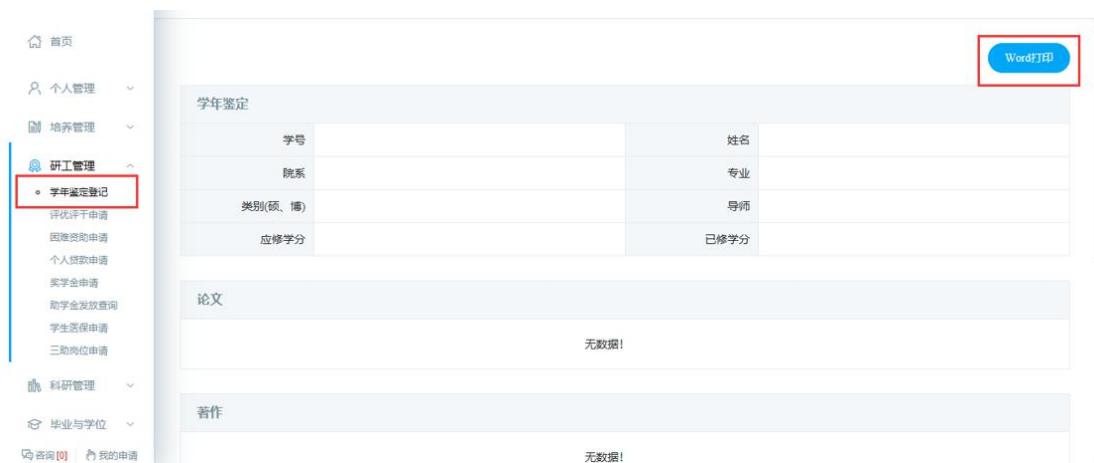 首页
个人管理
培养管理
研工管理
学年鉴定登记
评优评干申请
困难资助申请
个人贷款申请
奖学金申请
助学金发放查询
学生医保申请
三助岗位申请
科研管理
毕业与学位
咨询[0] 我的申请
Word打印
学年鉴定
学号 姓名
院系 专业
类别(硕、博) 导师
应修学分 已修学分
论文
无数据!
著作
无数据!